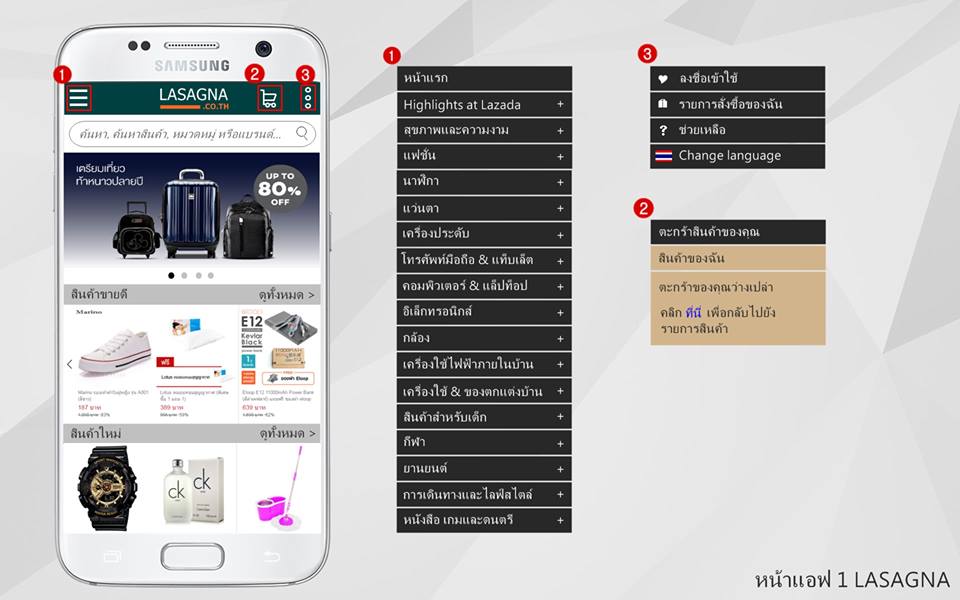 SAMSUNG
1
2
3
LASAGNA
.CO.TH
ค้นหา, ค้นหาสินค้า, หมวดหมู่ หรือแบรนด์...
เตรียมเที่ยว
ท้าหนาวปลายปี
UP TO
80%
OFF
สินค้าขายดี
ดูทั้งหมด >
Marino
ฟรี
E12
Kevlar
Black
11000mAh
FREE
187 บาท
389 บาท
639 บาท
สินค้าใหม่
ดูทั้งหมด >
ck
ck
1
หน้าแรก
Highlights at Lazada +
สุขภาพและความงาม +
แฟชั่น +
นาฬิกา +
แว่นตา +
เครื่องประดับ +
โทรศัพท์มือถือ & แท็บเล็ต +
คอมพิวเตอร์ & แล็ปท็อป +
อิเล็กทรอนิกส์ +
กล้อง +
เครื่องใช้ไฟฟ้าภายในบ้าน +
เครื่องใช้ & ของตกแต่งบ้าน +
สินค้าสำหรับเด็ก +
กีฬา +
ยานยนต์ +
การเดินทางและไลฟ์สไตล์ +
หนังสือ เกมและดนตรี +
3
ลงชื่อเข้าใช้
รายการสั่งซื้อของฉัน
? ช่วยเหลือ
Change language
2
ตะกร้าสินค้าของคุณ
สินค้าของฉัน
ตะกร้าของคุณว่างเปล่า
คลิก ที่นี่ เพื่อกลับไปยัง
รายการสินค้า
หน้าแอฟ 1 LASAGNA